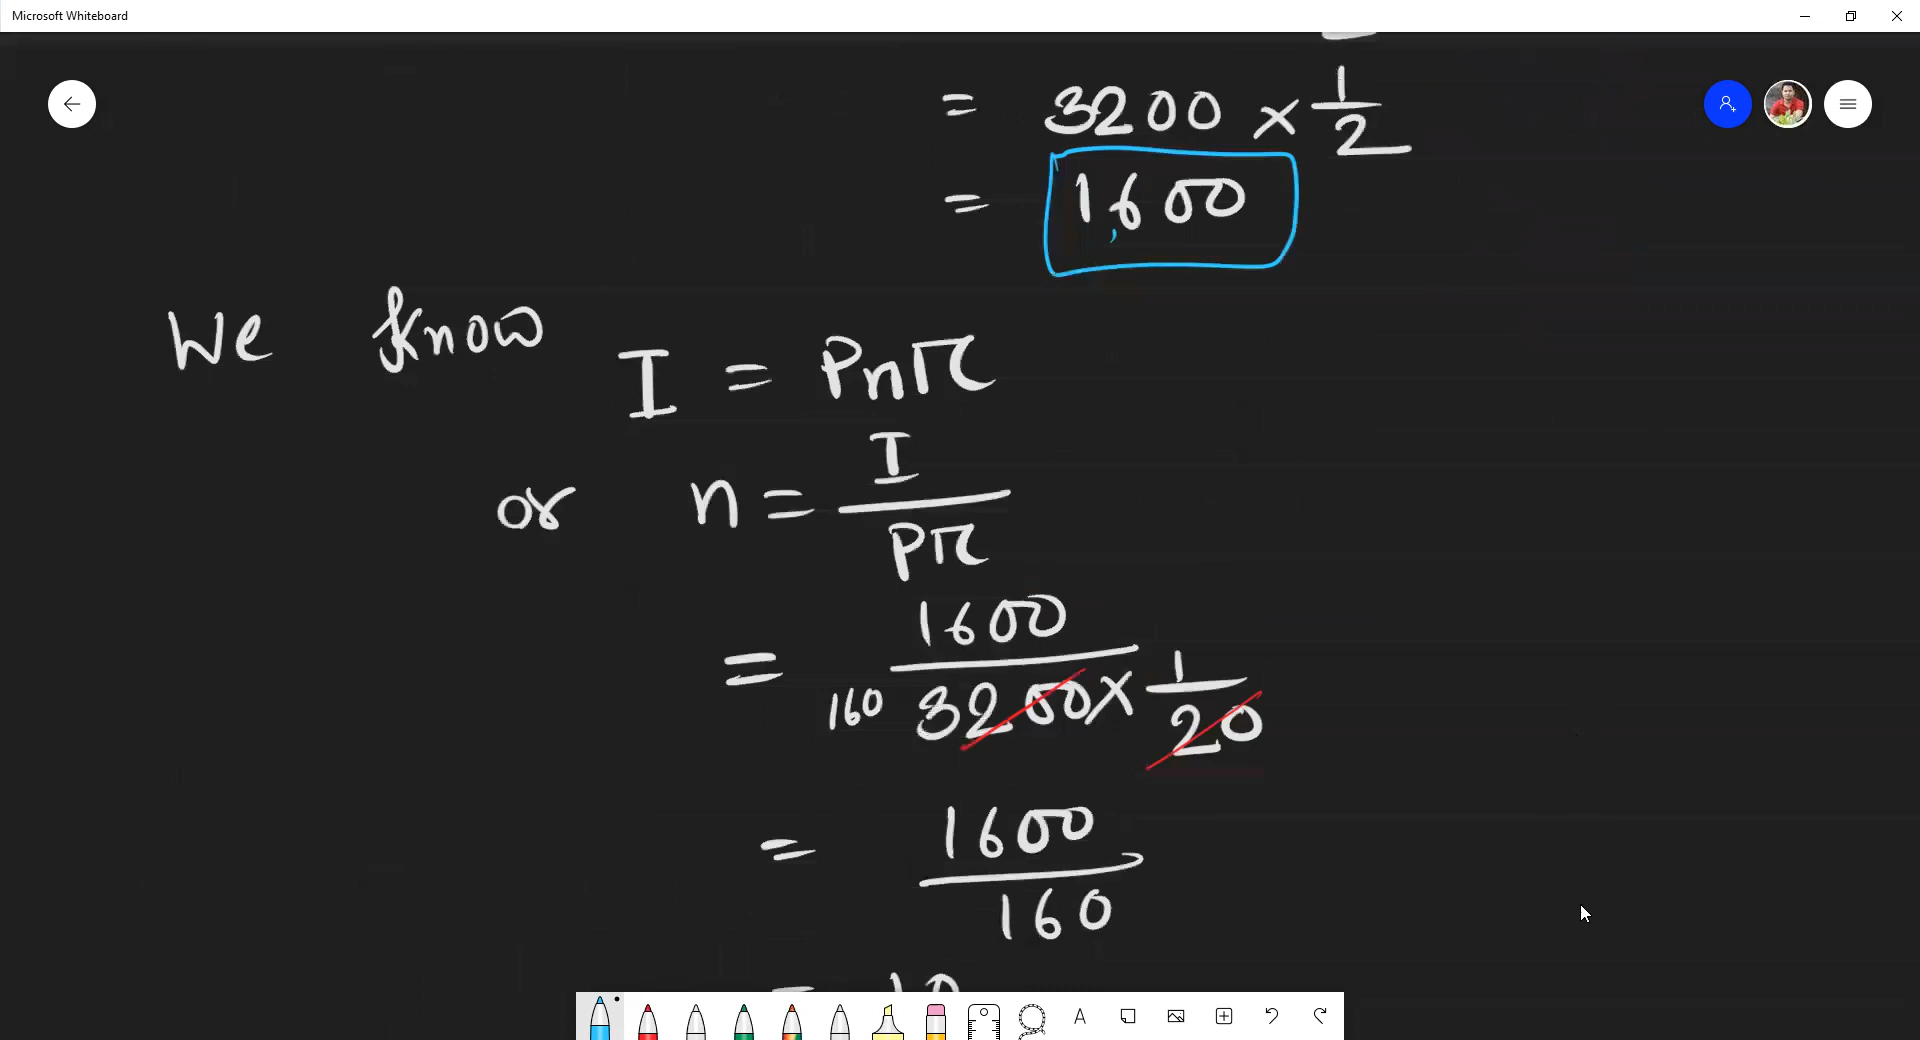 Microsoft Whiteboard
= 3200 × 1/2
= 1,600
We know
I = Pnr
or n = I/Pr
= 1600/3200 × 1/20
160
= 1600/160
= 10
A